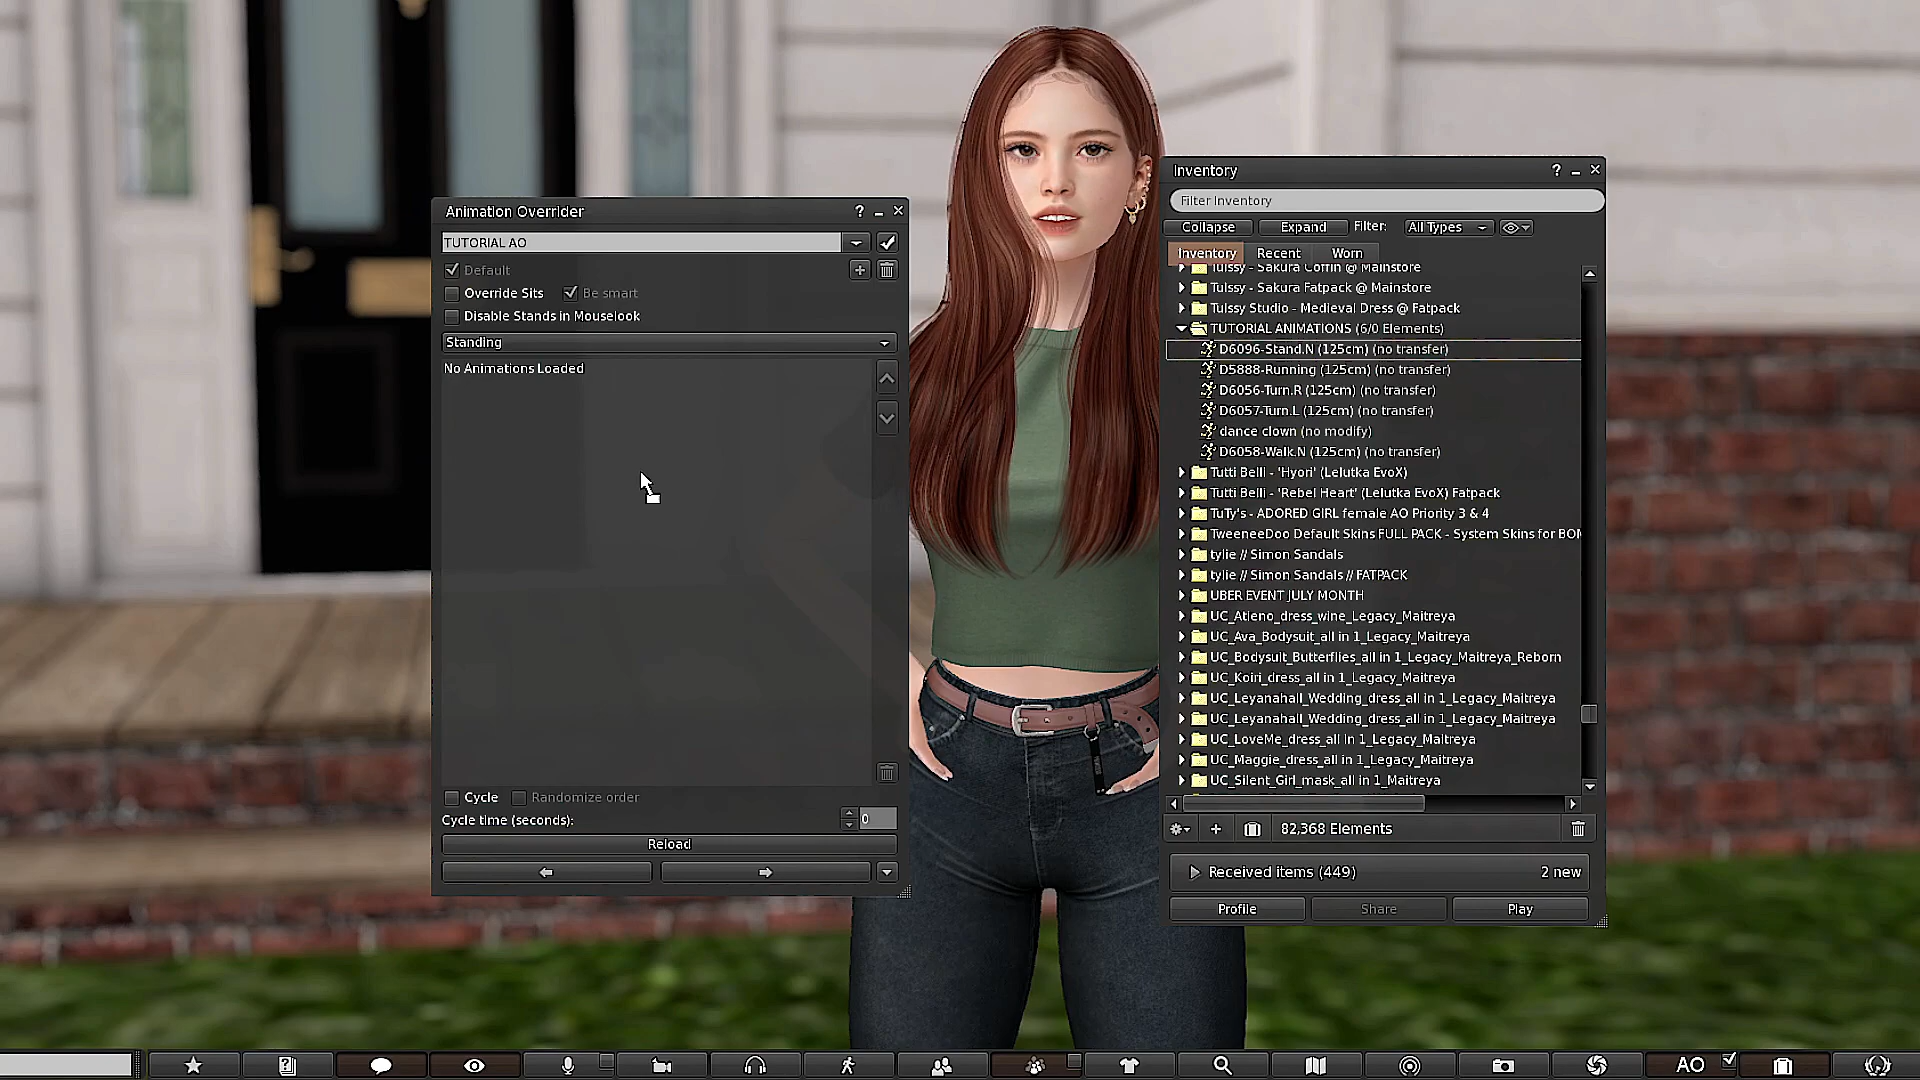 Animation Overrider
TUTORIAL AO
Default
Override Sits
Be smart
Disable Stands in Mouselook
Standing
No Animations Loaded
Cycle
Randomize order
Cycle time (seconds):
0
Reload
Inventory
Filter Inventory
Collapse
Expand
Filter:
All Types
Inventory
Recent
Worn
Tulssy - Sakura Coffin @ Mainstore
Tulssy - Sakura Fatpack @ Mainstore
Tulssy Studio - Medieval Dress @ Fatpack
TUTORIAL ANIMATIONS (6/0 Elements)
D6096-Stand.N (125cm) (no transfer)
D5888-Running (125cm) (no transfer)
D6056-Turn.R (125cm) (no transfer)
D6057-Turn.L (125cm) (no transfer)
dance clown (no modify)
D6058-Walk.N (125cm) (no transfer)
Tutti Belli - 'Hyori' (Lelutka EvoX)
Tutti Belli - 'Rebel Heart' (Lelutka EvoX) Fatpack
TuTy's - ADORED GIRL female AO Priority 3 & 4
TweeneeDoo Default Skins FULL PACK - System Skins for BOM
tylie // Simon Sandals
tylie // Simon Sandals // FATPACK
UBER EVENT JULY MONTH
UC_Atieno_dress_wine_Legacy_Maitreya
UC_Ava_Bodysuit_all in 1_Legacy_Maitreya
UC_Bodysuit_Butterflies_all in 1_Legacy_Maitreya_Reborn
UC_Koiri_dress_all in 1_Legacy_Maitreya
UC_Leyanahall_Wedding_dress_all in 1_Legacy_Maitreya
UC_Leyanahall_Wedding_dress_all in 1_Legacy_Maitreya
UC_LoveMe_dress_all in 1_Legacy_Maitreya
UC_Maggie_dress_all in 1_Legacy_Maitreya
UC_Silent_Girl_mask_all in 1_Maitreya
82,368 Elements
Received items (449)
2 new
Profile
Share
Play
AO